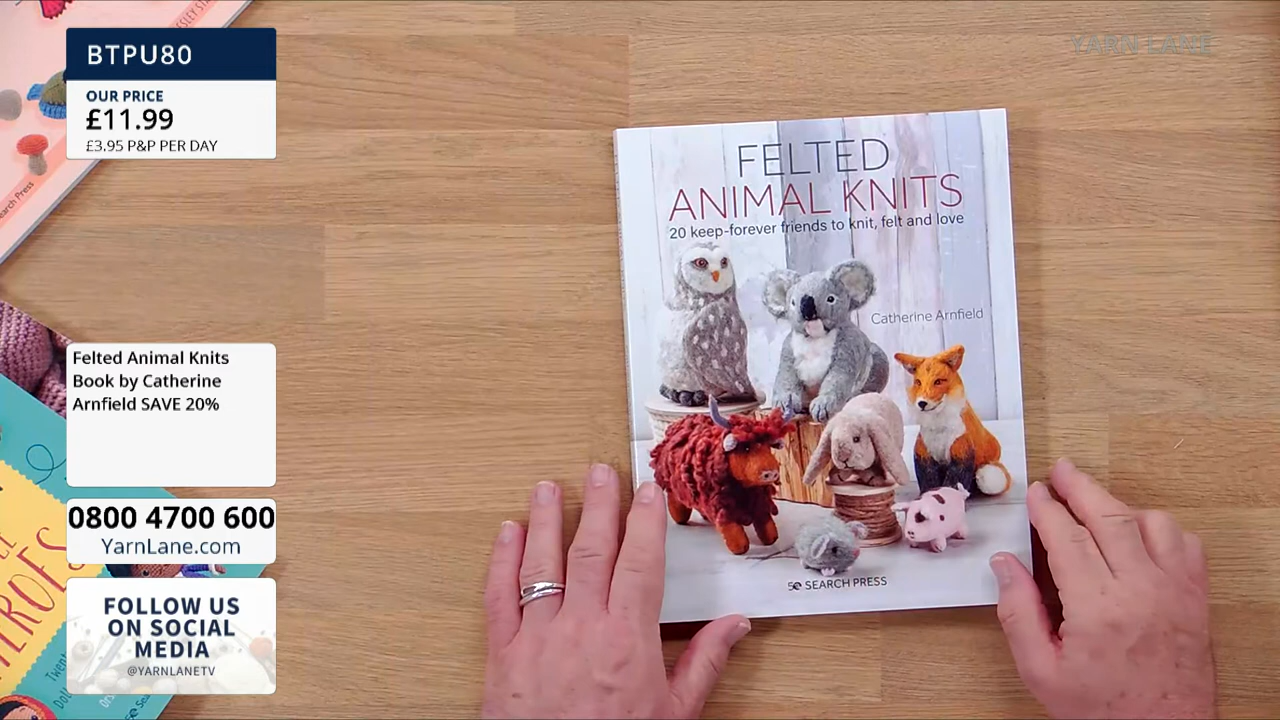 BTPU80
OUR PRICE
£11.99
£3.95 P&P PER DAY
Felted Animal Knits
Book by Catherine
Arnfield SAVE 20%
0800 4700 600
YarnLane.com
FOLLOW US
ON SOCIAL
MEDIA
@YARNLANETV
YARN LANE
FELTED
ANIMAL KNITS
20 keep-forever friends to knit, felt and love
Catherine Arnfield
SEARCH PRESS